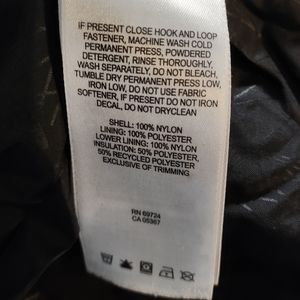 IF PRESENT CLOSE HOOK AND LOOP
FASTENER, MACHINE WASH COLD
PERMANENT PRESS, POWDERED
DETERGENT, RINSE THOROUGHLY.
WASH SEPARATELY, DO NOT BLEACH,
TUMBLE DRY PERMANENT PRESS LOW,
IRON LOW, DO NOT USE FABRIC
SOFTENER, IF PRESENT DO NOT IRON
DECAL, DO NOT DRYCLEAN
SHELL: 100% NYLON
LINING: 100% POLYESTER
LOWER LINING: 100% NYLON
INSULATION: 50% POLYESTER,
50% RECYCLED POLYESTER
EXCLUSIVE OF TRIMMING
RN 69724
CA 05367